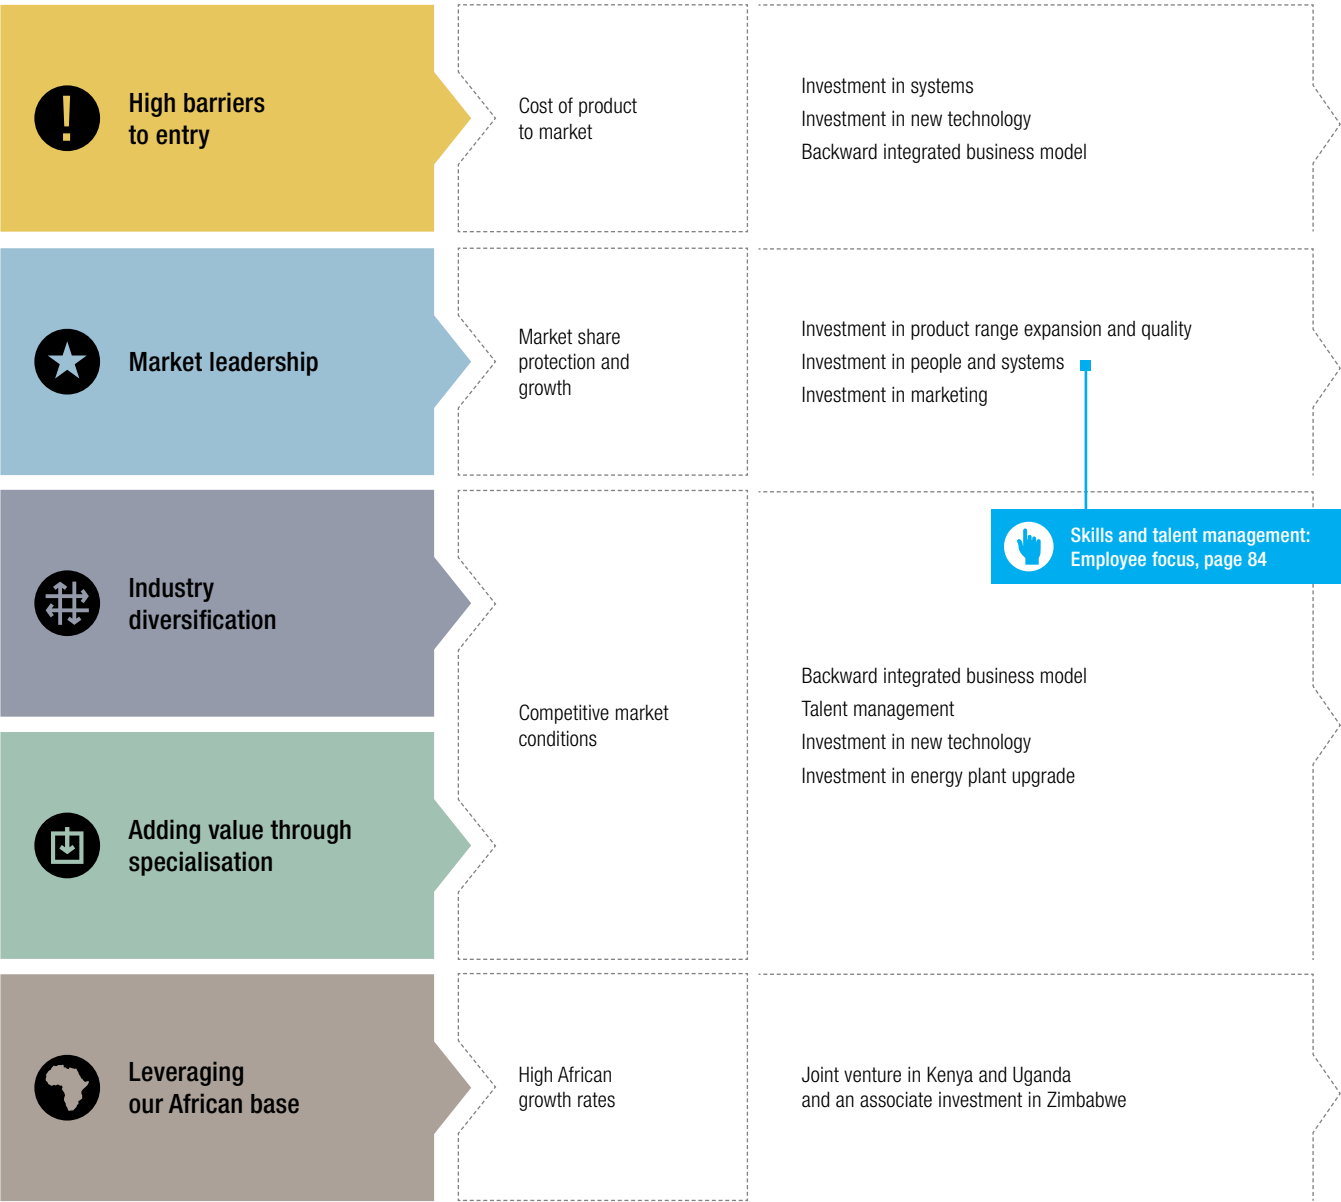 High barriers
to entry
Cost of product
to market
Investment in systems
Investment in new technology
Backward integrated business model
Market leadership
Market share
protection and
growth
Investment in product range expansion and quality
Investment in people and systems
Investment in marketing
Skills and talent management:
Employee focus, page 84
Industry
diversification
Adding value through
specialisation
Competitive market
conditions
Backward integrated business model
Talent management
Investment in new technology
Investment in energy plant upgrade
Leveraging
our African base
High African
growth rates
Joint venture in Kenya and Uganda
and an associate investment in Zimbabwe